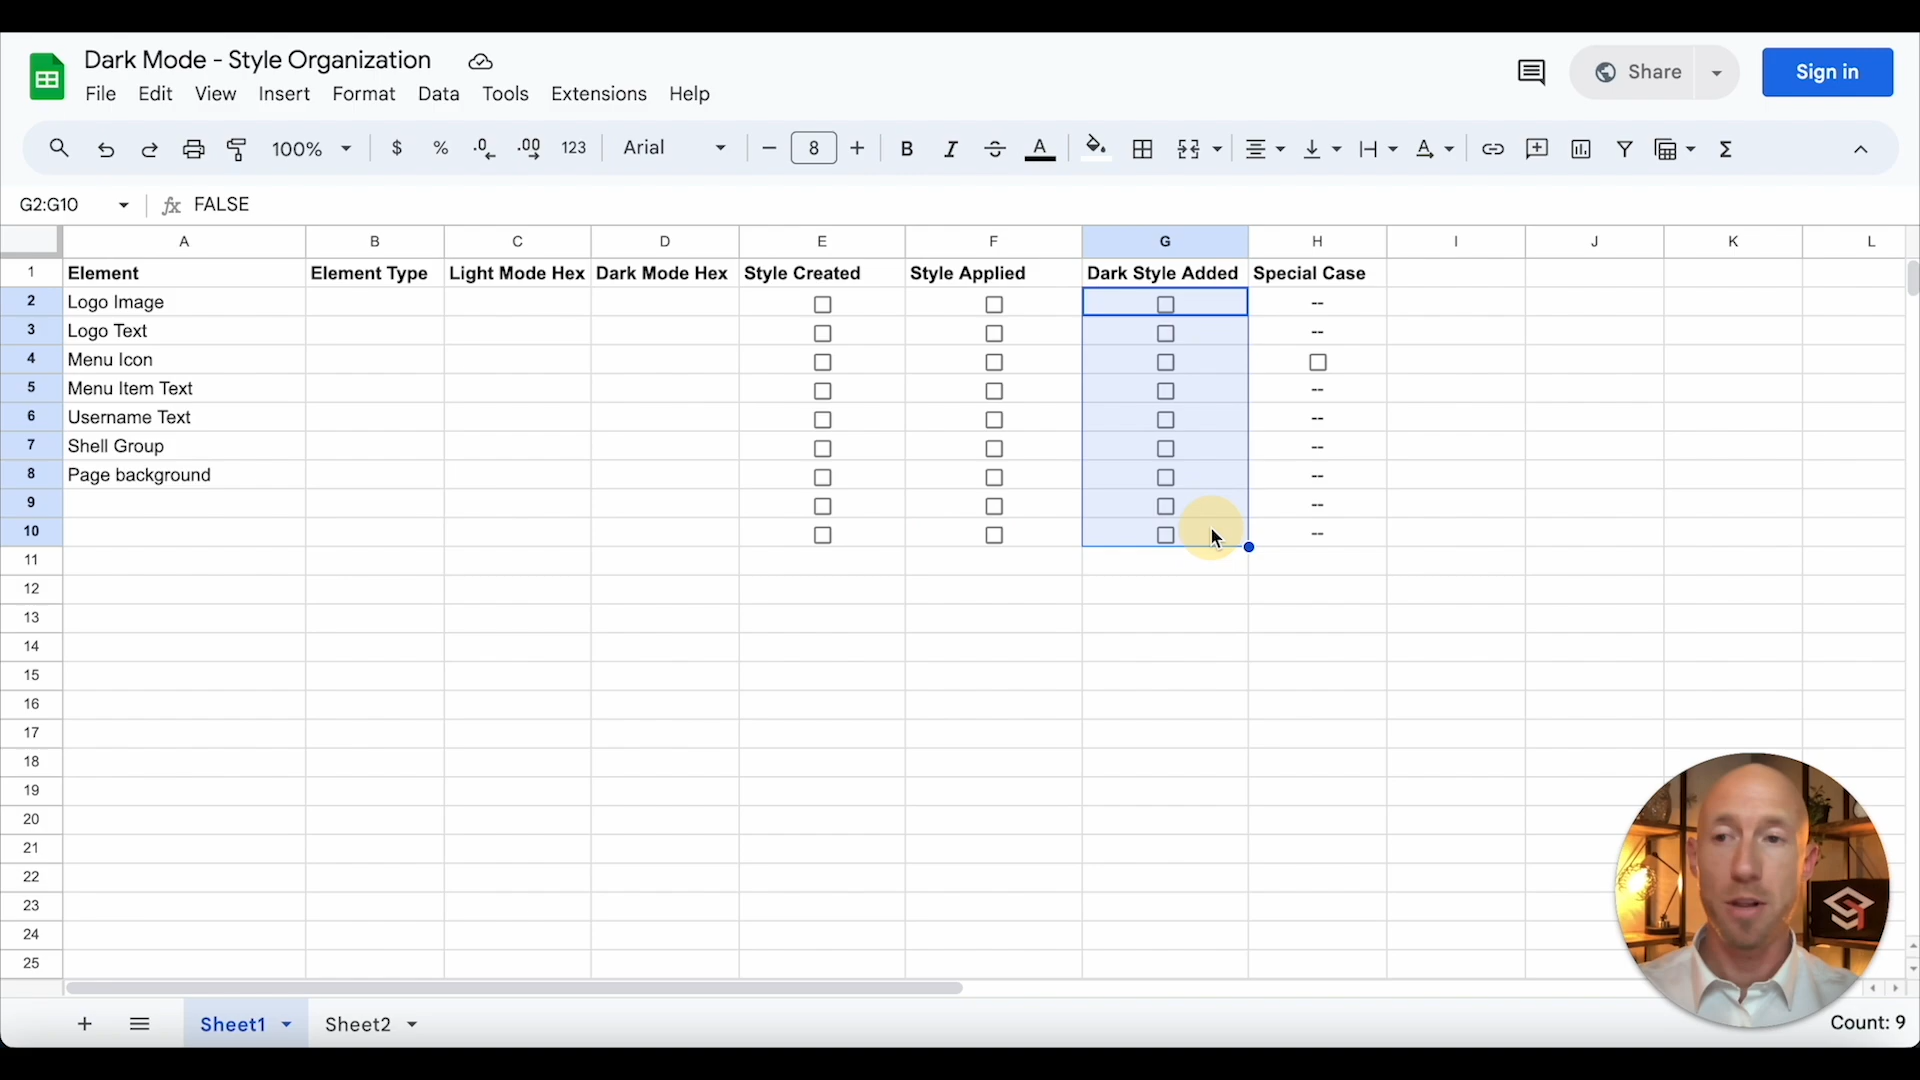 Dark Mode - Style Organization
Share
Sign in
File Edit View Insert Format Data Tools Extensions Help
100% $ % .0 .00 123 Arial 8 B I S A A Σ
G2:G10 fx FALSE
A B C D E F G H I J K L
1 Element Element Type Light Mode Hex Dark Mode Hex Style Created Style Applied Dark Style Added Special Case
2 Logo Image --
3 Logo Text --
4 Menu Icon
5 Menu Item Text --
6 Username Text --
7 Shell Group --
8 Page background --
9 --
10 --
11
12
13
14
15
16
17
18
19
20
21
22
23
24
25
Sheet1 Sheet2
Count: 9